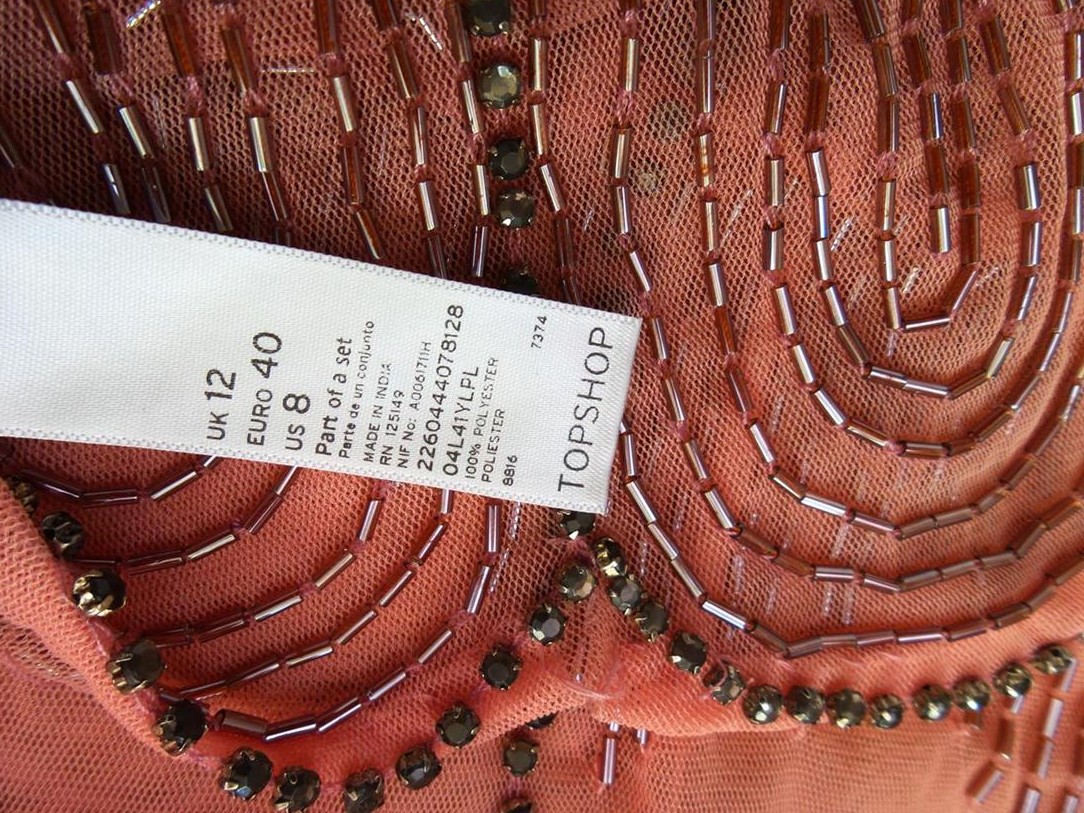 UK 12
EURO 40
US 8
Part of a set
Parte de un conjunto
MADE IN INDIA
RN 125149
NIF No: A0061711H
2260444078128
04L41YLPL
100% POLYESTER
POLIESTER
8816
7374
TOPSHOP